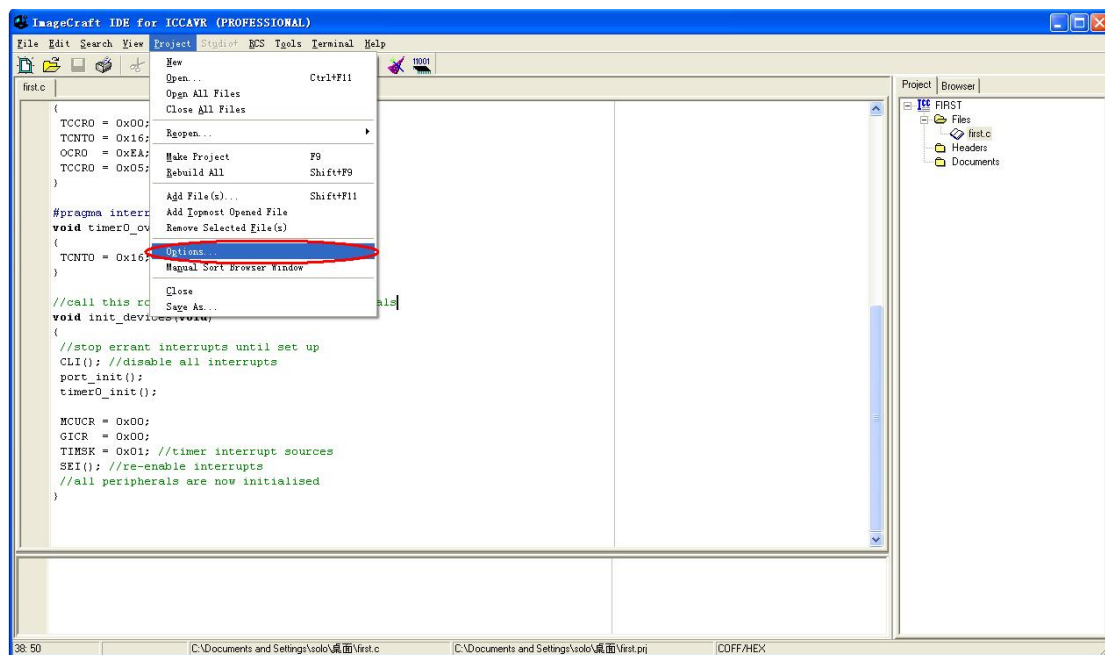 ImageCraft IDE for ICCAVR (PROFESSIONAL)
File Edit Search View Project Studio+ RCS Tools Terminal Help
11001
first.c
New
Open... Ctrl+F11
Open All Files
Close All Files
Reopen...
Make Project F9
Rebuild All Shift+F9
Add File(s)... Shift+F11
Add Topmost Opened File
Remove Selected File(s)
Options...
Manual Sort Browser Window
Close
Save As...
{
TCCR0 = 0x00;
TCNT0 = 0x16;
OCR0 = 0xEA;
TCCR0 = 0x05;
}
#pragma interr
void timer0_ov
{
TCNT0 = 0x16;
}
//call this ro als
void init_devices(void)
{
//stop errant interrupts until set up
CLI(); //disable all interrupts
port_init();
timer0_init();
MCUCR = 0x00;
GICR = 0x00;
TIMSK = 0x01; //timer interrupt sources
SEI(); //re-enable interrupts
//all peripherals are now initialised
}
Project Browser
ICC FIRST
Files
first.c
Headers
Documents
38: 50 C:\Documents and Settings\solo\桌面\first.c C:\Documents and Settings\solo\桌面\first.prj COFF/HEX